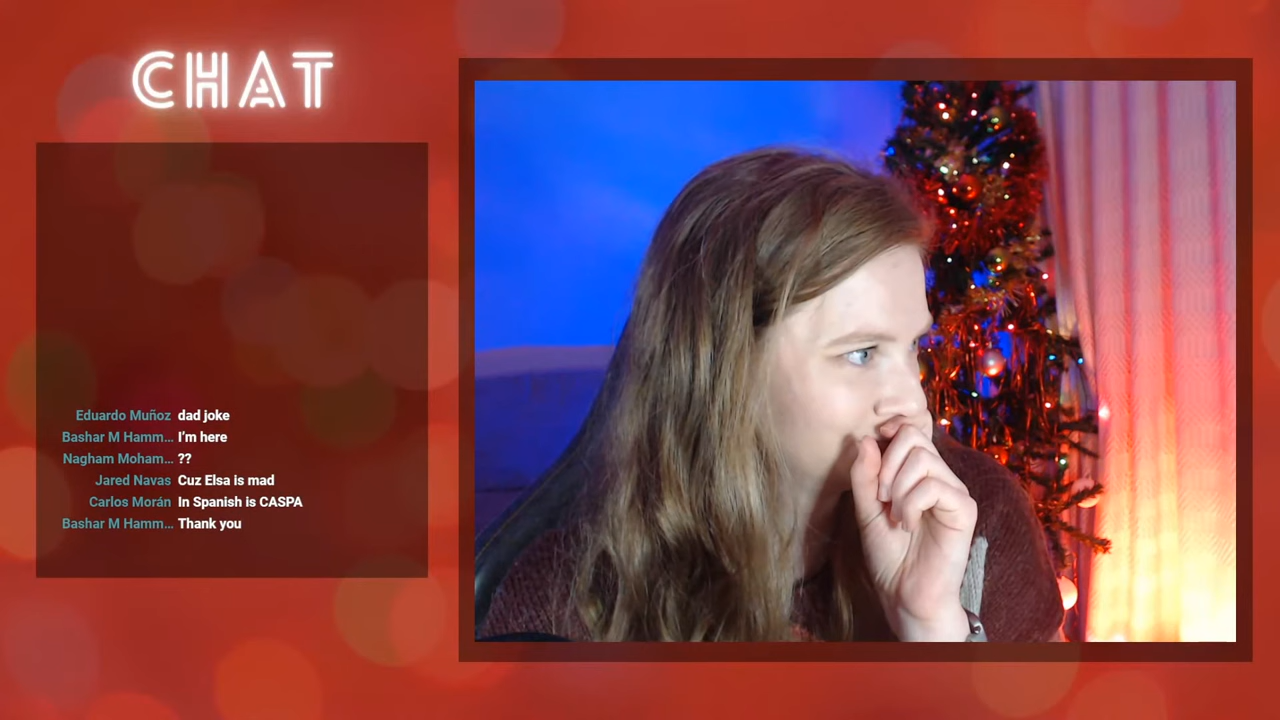 CHAT
Eduardo Muñoz dad joke
Bashar M Hamm... I'm here
Nagham Moham... ??
Jared Navas Cuz Elsa is mad
Carlos Morán In Spanish is CASPA
Bashar M Hamm... Thank you